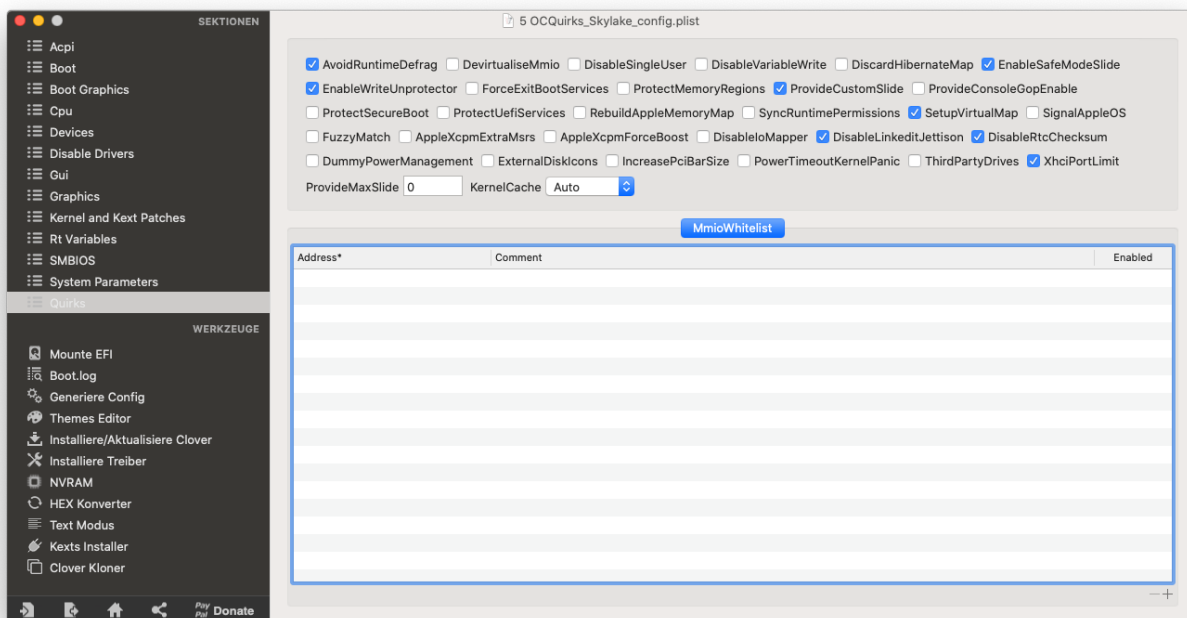 5 OCQuirks_Skylake_config.plist
SEKTIONEN
Acpi
Boot
Boot Graphics
Cpu
Devices
Disable Drivers
Gui
Graphics
Kernel and Kext Patches
Rt Variables
SMBIOS
System Parameters
Quirks
WERKZEUGE
Mounte EFI
Boot.log
Generiere Config
Themes Editor
Installiere/Aktualisiere Clover
Installiere Treiber
NVRAM
HEX Konverter
Text Modus
Kexts Installer
Clover Kloner
Pay Pal Donate
AvoidRuntimeDefrag DevirtualiseMmio DisableSingleUser DisableVariableWrite DiscardHibernateMap EnableSafeModeSlide
EnableWriteUnprotector ForceExitBootServices ProtectMemoryRegions ProvideCustomSlide ProvideConsoleGopEnable
ProtectSecureBoot ProtectUefiServices RebuildAppleMemoryMap SyncRuntimePermissions SetupVirtualMap SignalAppleOS
FuzzyMatch AppleXcpmExtraMsrs AppleXcpmForceBoost DisableIoMapper DisableLinkeditJettison DisableRtcChecksum
DummyPowerManagement ExternalDiskIcons IncreasePciBarSize PowerTimeoutKernelPanic ThirdPartyDrives XhciPortLimit
ProvideMaxSlide 0 KernelCache Auto
MmioWhitelist
Address* Comment Enabled